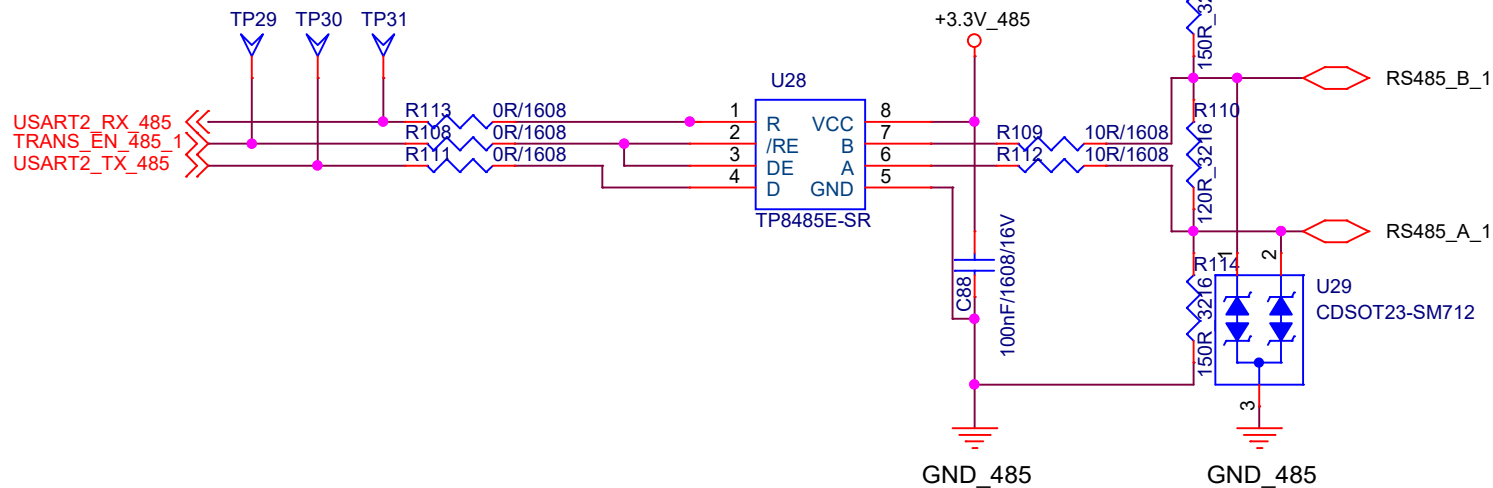 TP29
TP30
TP31
+3.3V_485
U28
USART2_RX_485
TRANS_EN_485_1
USART2_TX_485
R113
0R/1608
R108
0R/1608
R111
0R/1608
1
2
3
4
R
/RE
DE
D
VCC
B
A
GND
8
7
6
5
TP8485E-SR
R109
10R/1608
R112
10R/1608
RS485_B_1
R110
120R_3216
RS485_A_1
R114
150R_3216
1
2
3
U29
CDSOT23-SM712
C88
100nF/1608/16V
GND_485
GND_485